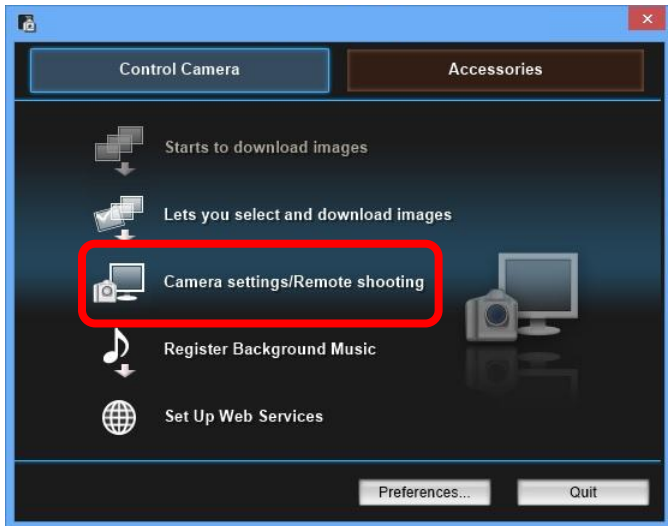 Control Camera
Accessories
Starts to download images
Lets you select and download images
Camera settings/Remote shooting
Register Background Music
Set Up Web Services
Preferences...
Quit